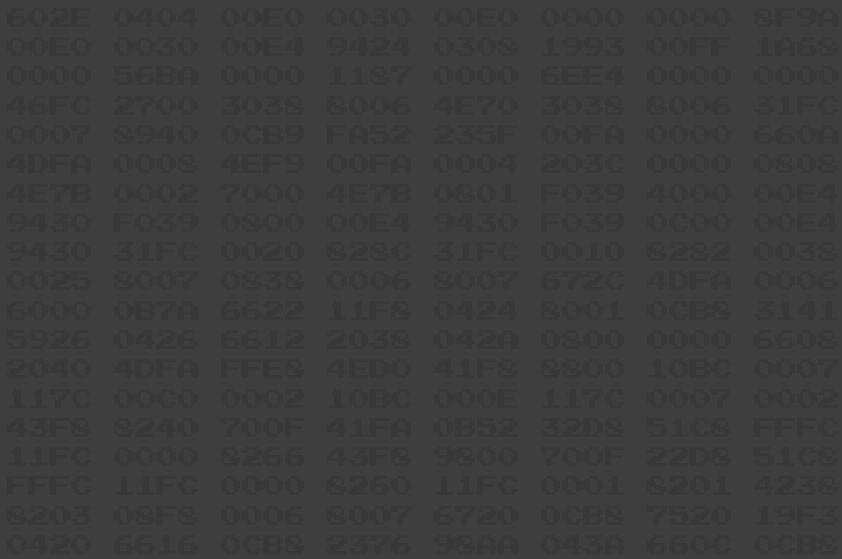 602E 0404 00E0 0030 00E0 0000 0000 8F9A
00E0 0030 00E4 9424 0308 1993 00FF 1A68
0000 56BA 0000 1187 0000 6EE4 0000 0000
46FC 2700 3038 8006 4E70 3038 8006 31FC
0007 8940 0CB9 FA52 235F 00FA 0000 660A
4DFA 0008 4EF9 00FA 0004 203C 0000 0808
4E7B 0002 7000 4E7B 0801 F039 4000 00E4
9430 F039 0800 00E4 9430 F039 0C00 00E4
9430 31FC 0020 828C 31FC 0010 8282 0038
0025 8007 0838 0006 8007 672C 4DFA 0006
6000 0B7A 6622 11F8 0424 8001 0CB8 3141
5926 0426 6612 2038 042A 0800 0000 6608
2040 4DFA FFE8 4ED0 41F8 8800 10BC 0007
117C 00C0 0002 10BC 000E 117C 0007 0002
43F8 8240 700F 41FA 0B52 32D8 51C8 FFFC
11FC 0000 8266 43F8 9800 700F 22D8 51C8
FFFC 11FC 0000 8260 11FC 0001 8201 4238
8203 08F8 0006 8007 6720 0CB8 7520 19F3
0420 6616 0CB8 2376 98AA 043A 660C 0CB8